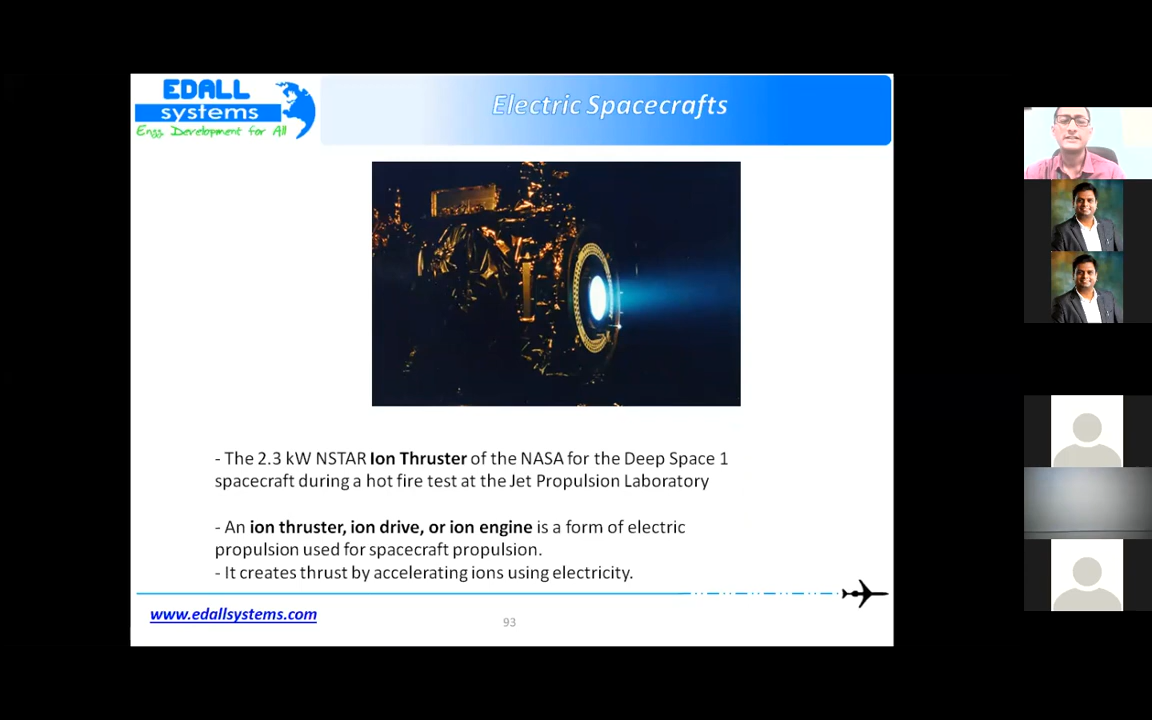 EDALL
systems
Engg Development for All
Electric Spacecrafts
- The 2.3 kW NSTAR Ion Thruster of the NASA for the Deep Space 1
spacecraft during a hot fire test at the Jet Propulsion Laboratory
- An ion thruster, ion drive, or ion engine is a form of electric
propulsion used for spacecraft propulsion.
- It creates thrust by accelerating ions using electricity.
www.edallsystems.com
93